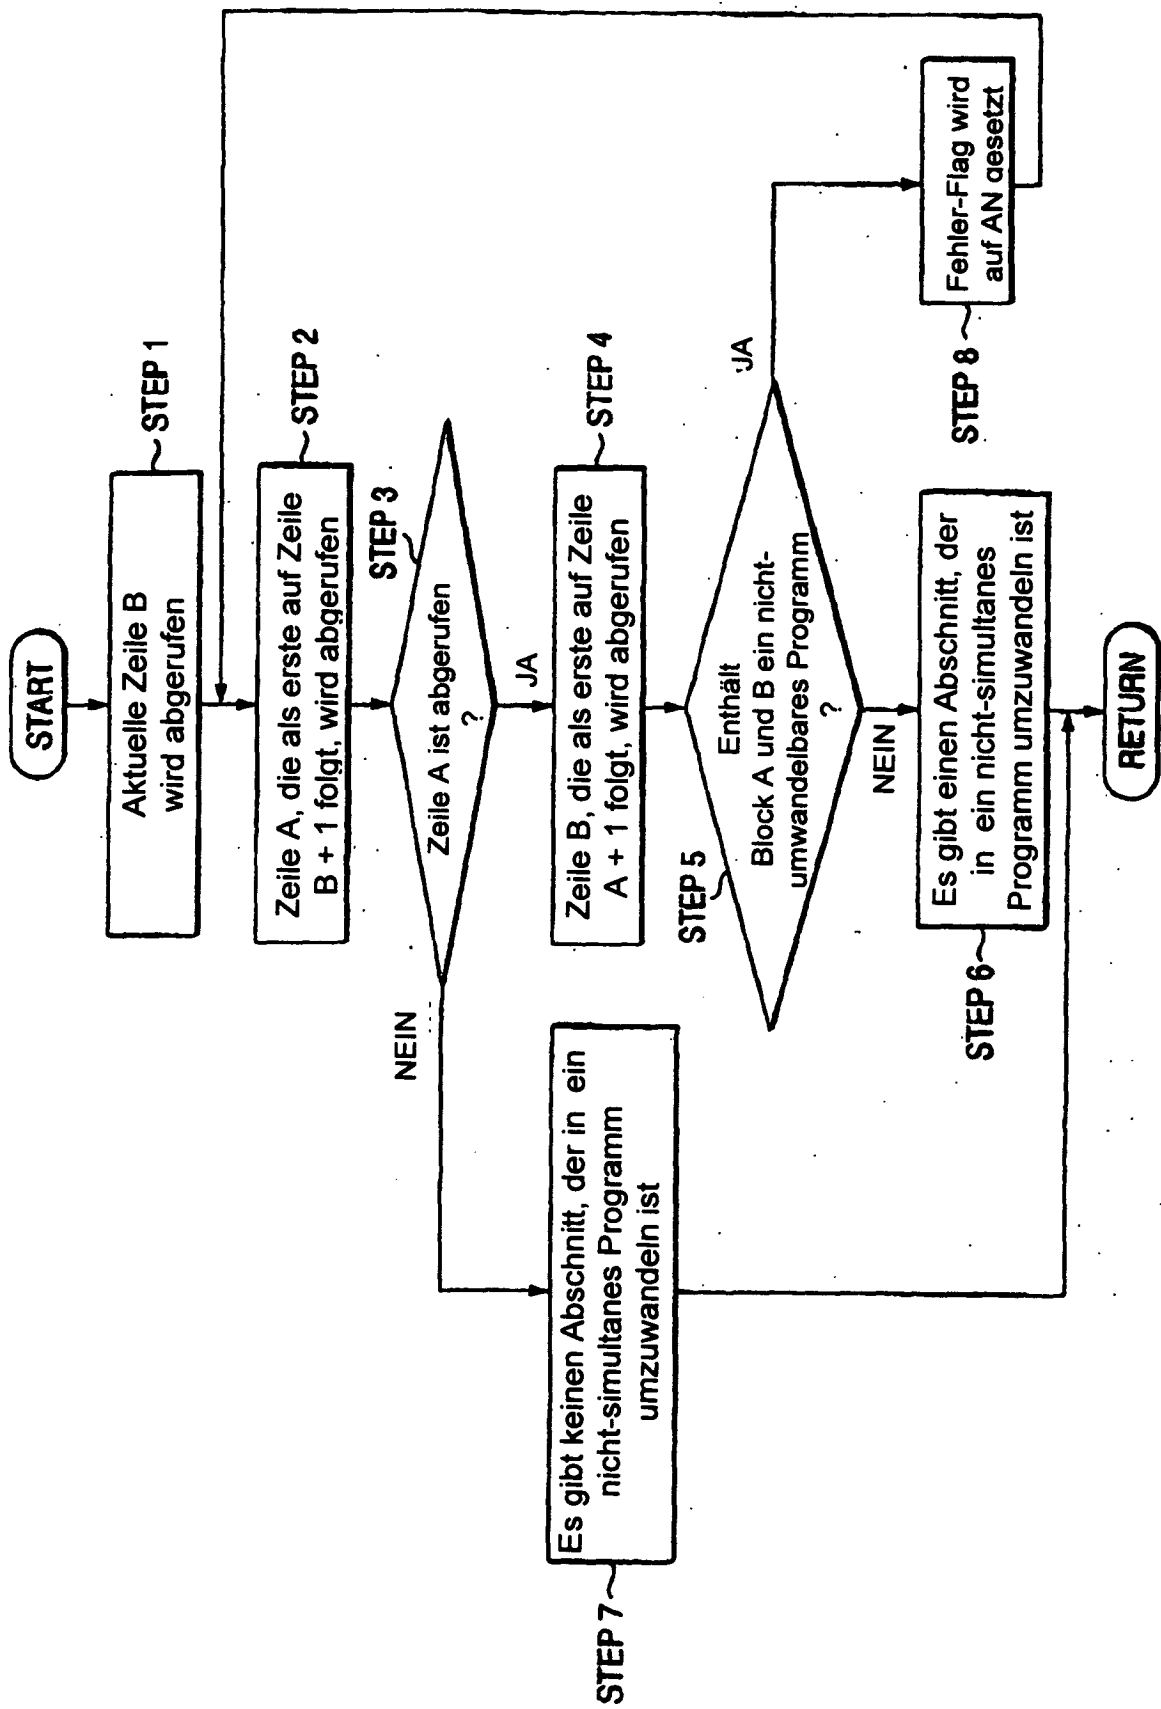 START
Aktuelle Zeile B
wird abgerufen
STEP 1
Zeile A, die als erste auf Zeile
B + 1 folgt, wird abgerufen
STEP 2
STEP 3
Zeile A ist abgerufen
?
NEIN
JA
Zeile B, die als erste auf Zeile
A + 1 folgt, wird abgerufen
STEP 4
STEP 5
Enthält
Block A und B ein nicht-
umwandelbares Programm
?
JA
NEIN
STEP 7
Es gibt keinen Abschnitt, der in ein
nicht-simultanes Programm
umzuwandeln ist
STEP 6
Es gibt einen Abschnitt, der
in ein nicht-simultanes
Programm umzuwandeln ist
STEP 8
Fehler-Flag wird
auf AN gesetzt
RETURN